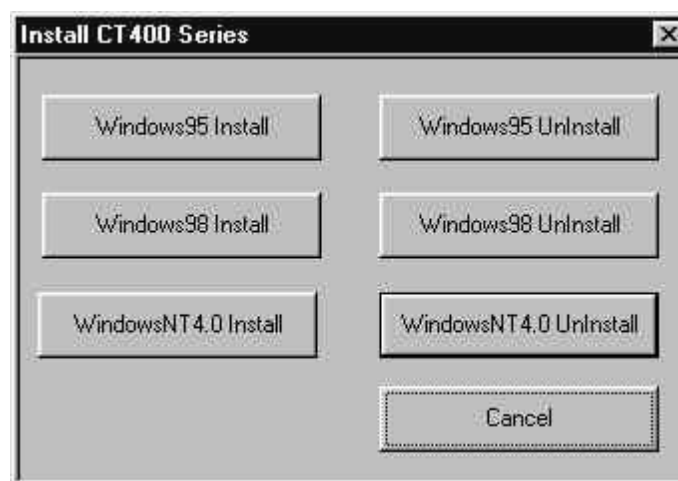 Install CT400 Series
Windows95 Install
Windows95 UnInstall
Windows98 Install
Windows98 UnInstall
WindowsNT4.0 Install
WindowsNT4.0 UnInstall
Cancel